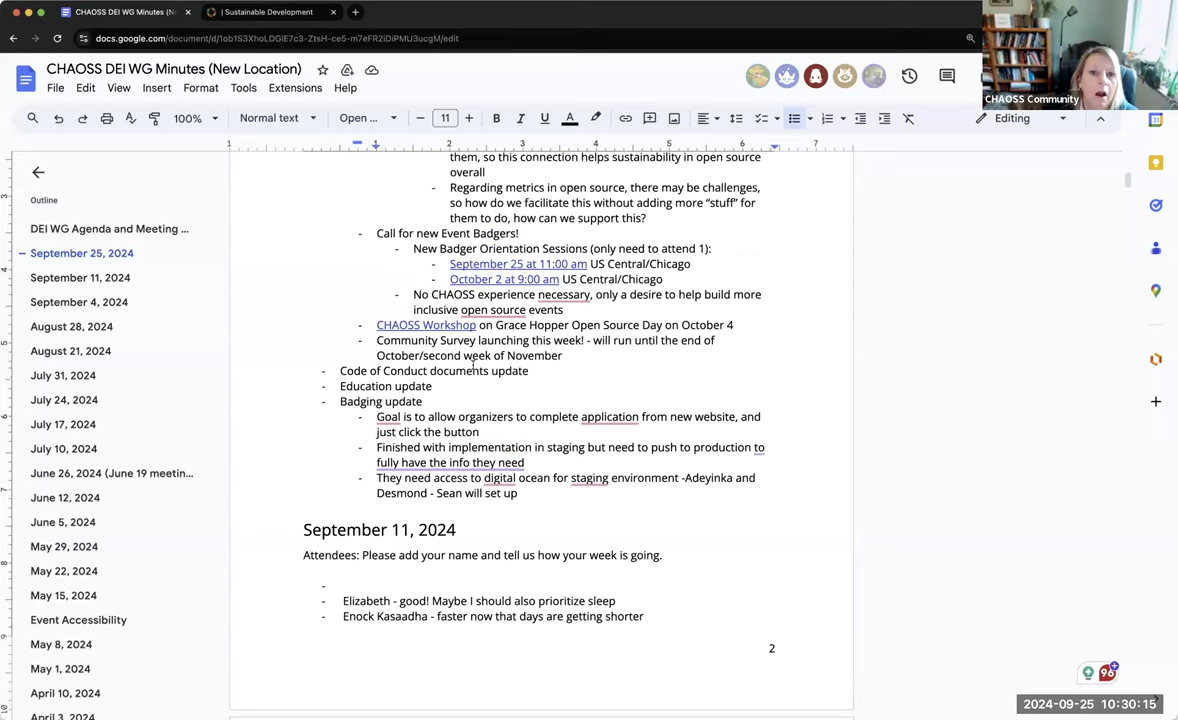 CHAOSS DEI WG Minutes (N
| Sustainable Development
docs.google.com/document/d/1ob1S3XhoLDGlE7c3-ZtsH-ce5-m7eFR2iDiPMU3ucgM/edit
CHAOSS DEI WG Minutes (New Location)
File Edit View Insert Format Tools Extensions Help
CHAOSS Community
100% Normal text Open ... 11 Editing
1 1 2 3 4 5 6 7
Outline
DEI WG Agenda and Meeting ...
September 25, 2024
September 11, 2024
September 4, 2024
August 28, 2024
August 21, 2024
July 31, 2024
July 24, 2024
July 17, 2024
July 10, 2024
June 26, 2024 (June 19 meetin...
June 12, 2024
June 5, 2024
May 29, 2024
May 22, 2024
May 15, 2024
Event Accessibility
May 8, 2024
May 1, 2024
April 10, 2024
April 3, 2024
them, so this connection helps sustainability in open source
overall
- Regarding metrics in open source, there may be challenges,
so how do we facilitate this without adding more “stuff” for
them to do, how can we support this?
- Call for new Event Badgers!
- New Badger Orientation Sessions (only need to attend 1):
- September 25 at 11:00 am US Central/Chicago
- October 2 at 9:00 am US Central/Chicago
- No CHAOSS experience necessary, only a desire to help build more
inclusive open source events
- CHAOSS Workshop on Grace Hopper Open Source Day on October 4
- Community Survey launching this week! - will run until the end of
October/second week of November
- Code of Conduct documents update
- Education update
- Badging update
- Goal is to allow organizers to complete application from new website, and
just click the button
- Finished with implementation in staging but need to push to production to
fully have the info they need
- They need access to digital ocean for staging environment -Adeyinka and
Desmond - Sean will set up
September 11, 2024
Attendees: Please add your name and tell us how your week is going.
-
- Elizabeth - good! Maybe I should also prioritize sleep
- Enock Kasaadha - faster now that days are getting shorter
2
96
2024-09-25 10:30:15